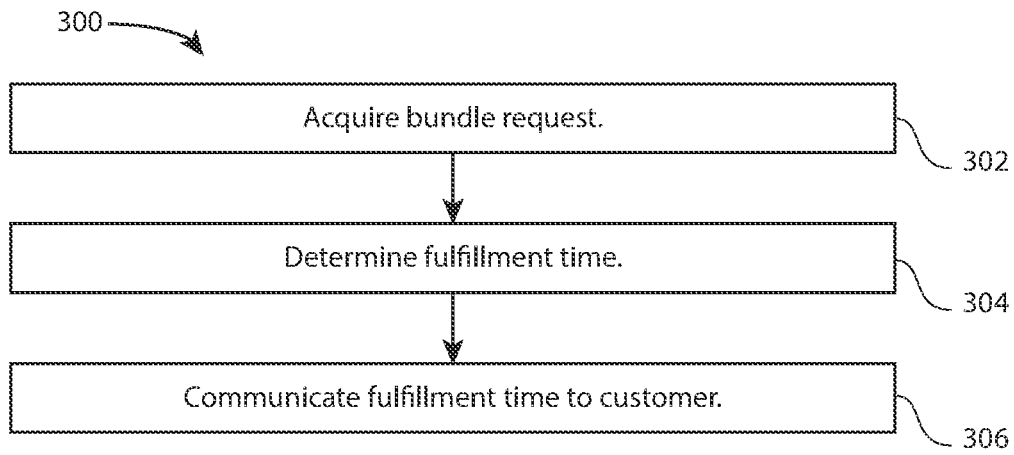 300
Acquire bundle request.
302
Determine fulfillment time.
304
Communicate fulfillment time to customer.
306